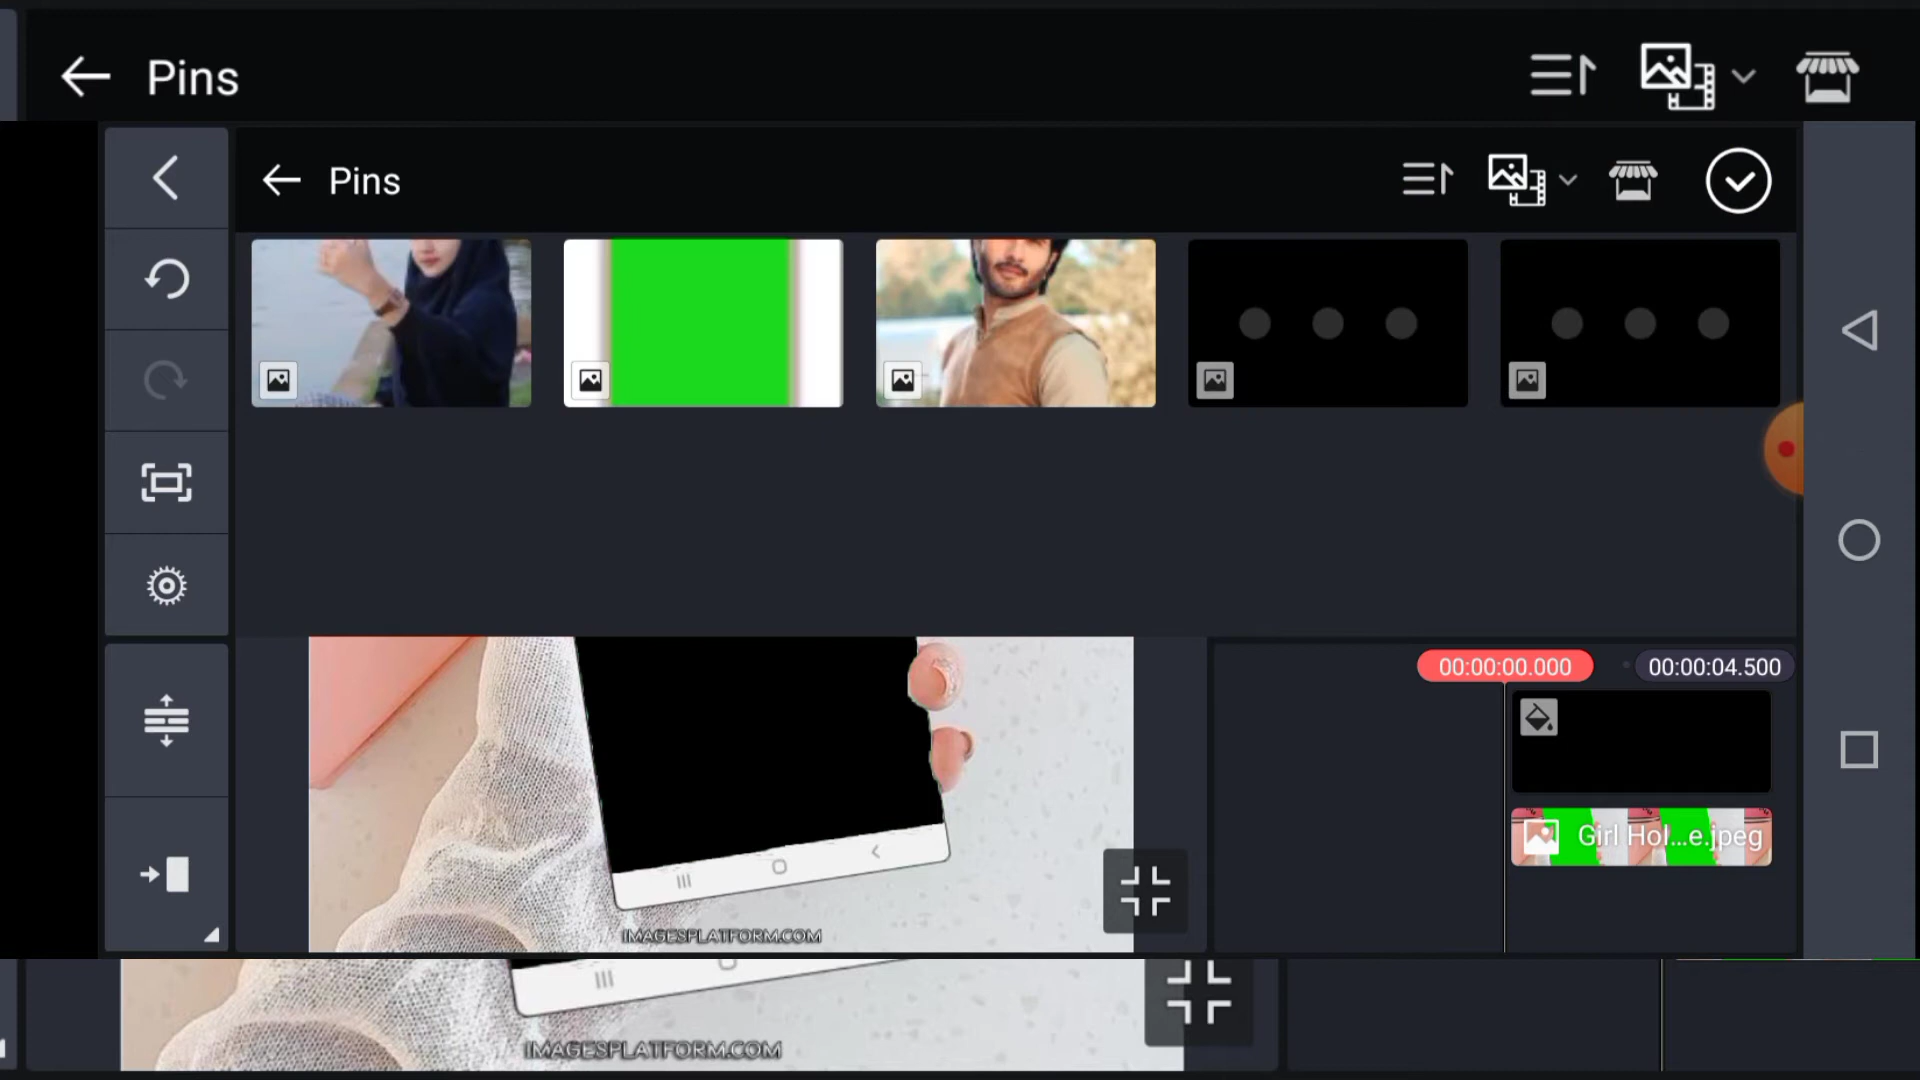 Pins
Pins
00:00:00.000
00:00:04.500
Girl Hol...e.jpeg
IMAGESPLATFORM.COM
IMAGESPLATFORM.COM